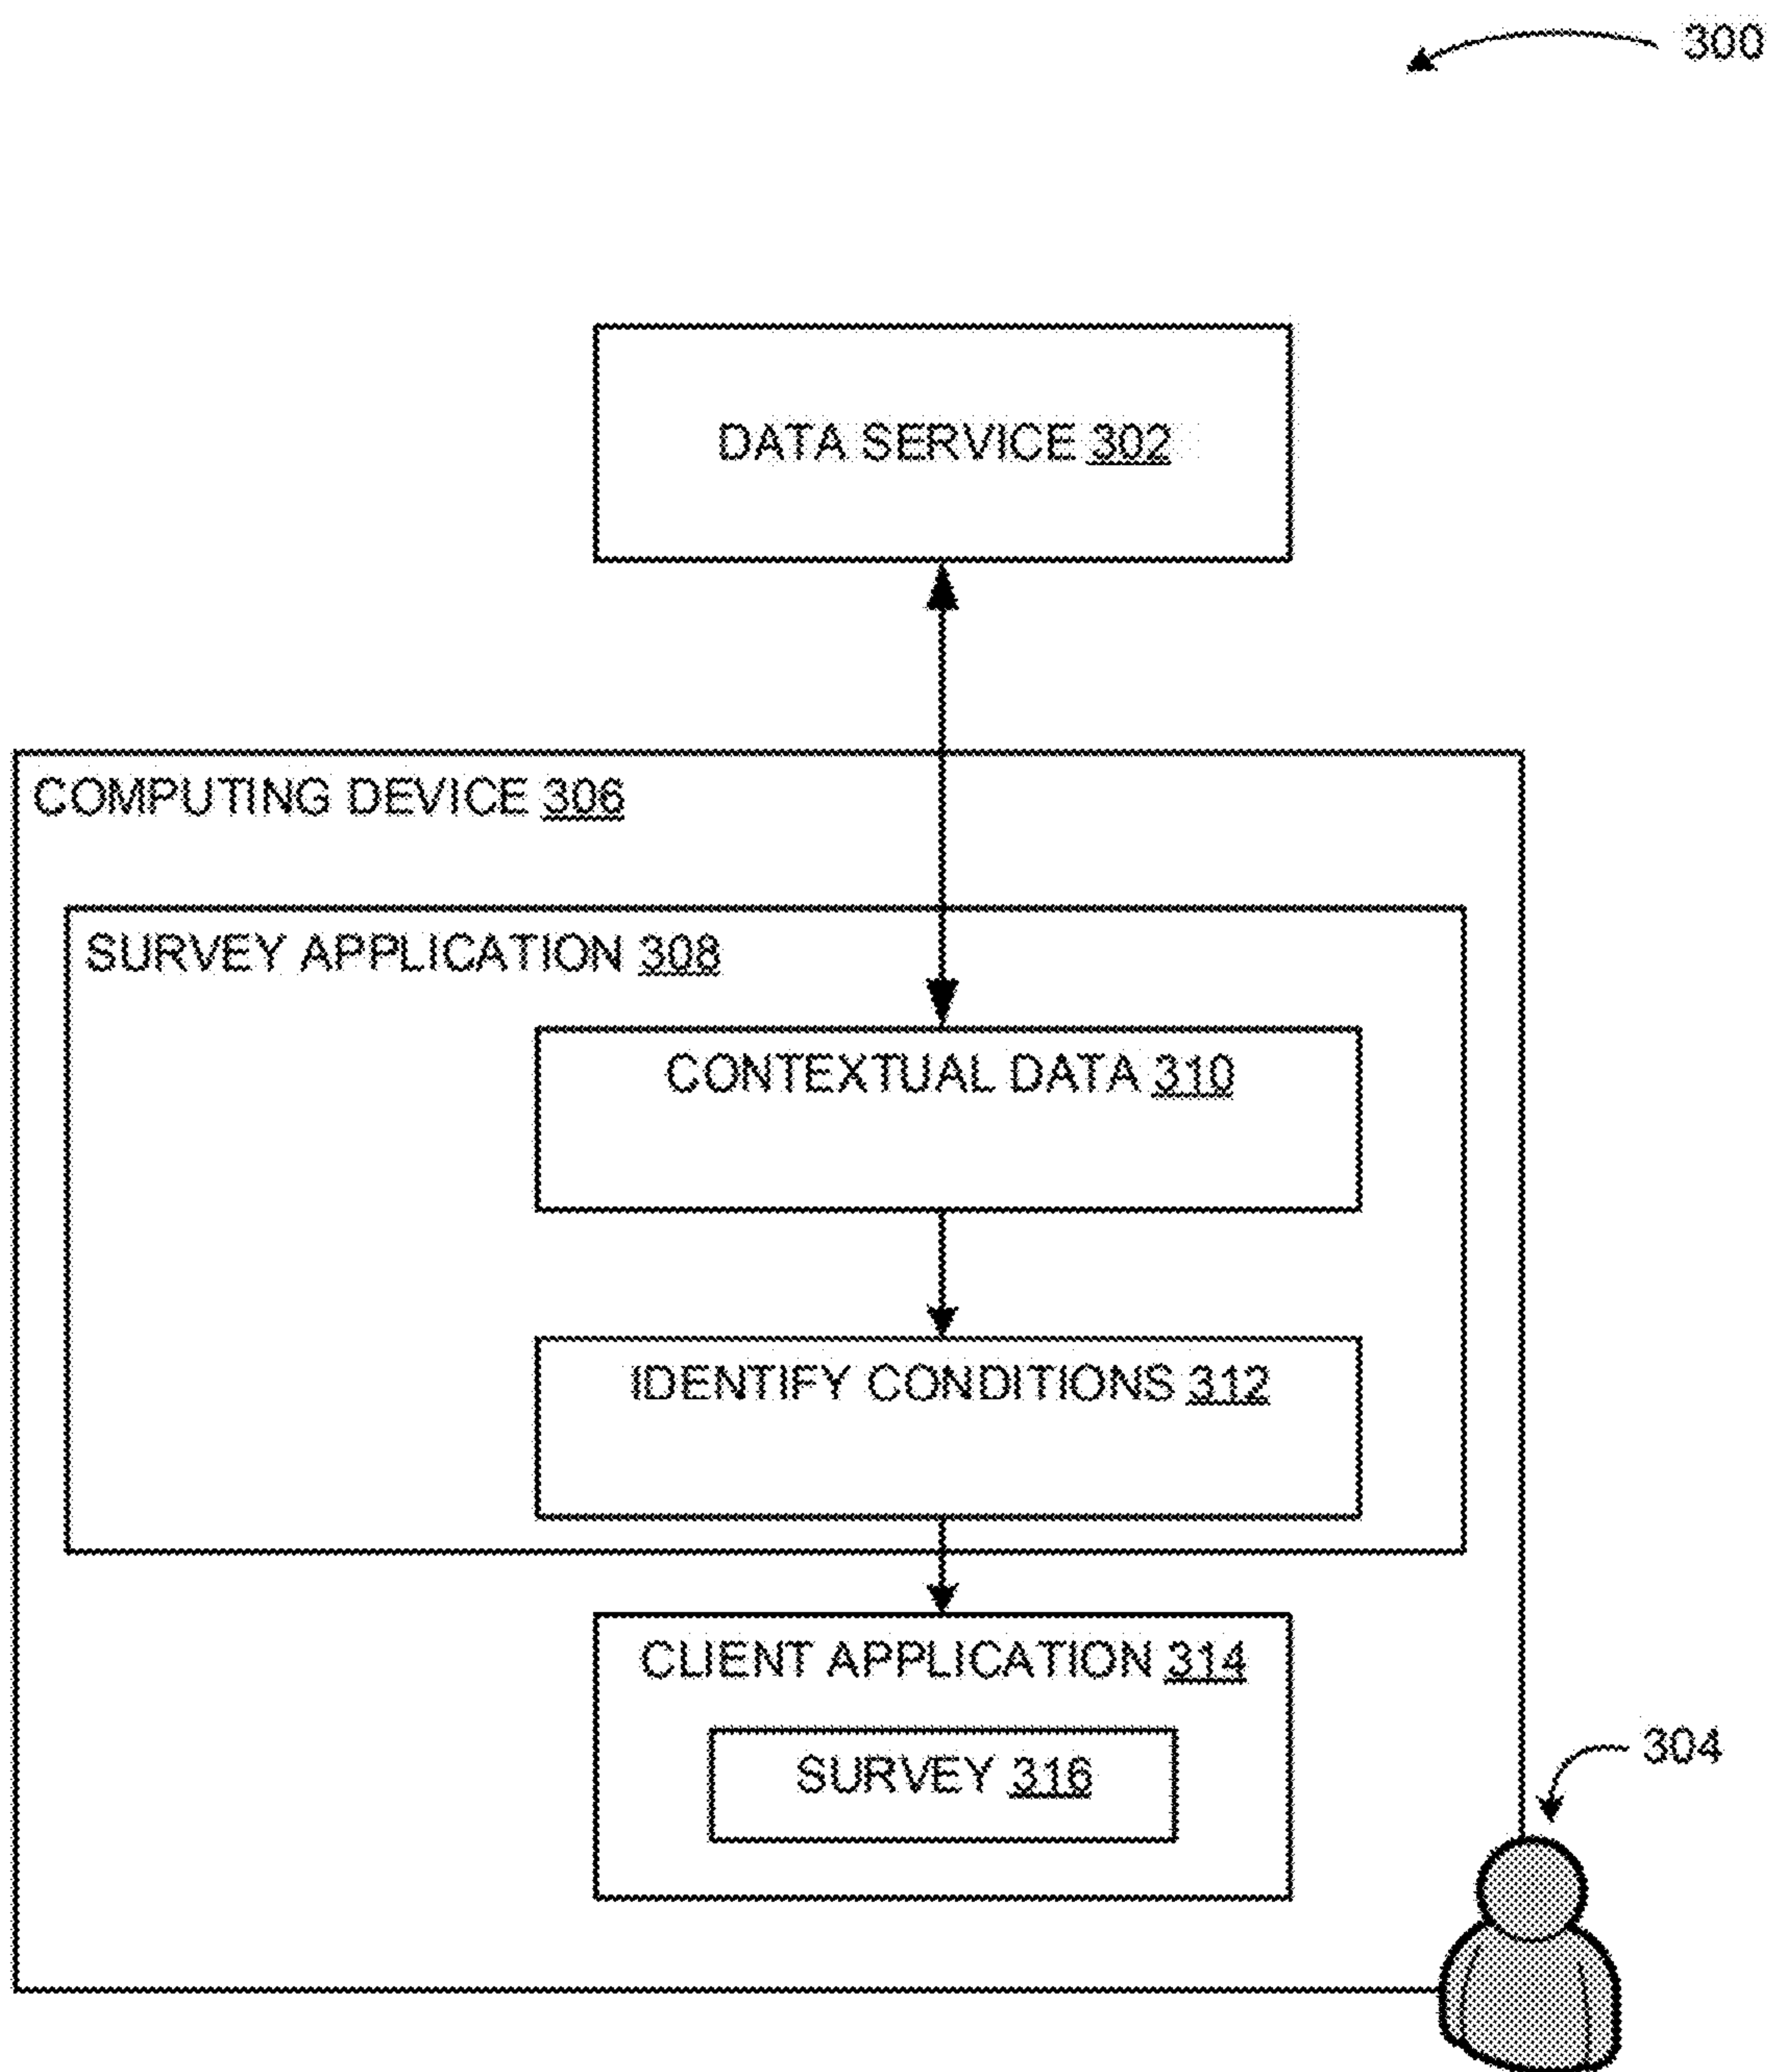 300
DATA SERVICE 302
COMPUTING DEVICE 306
SURVEY APPLICATION 308
CONTEXTUAL DATA 310
IDENTIFY CONDITIONS 312
CLIENT APPLICATION 314
SURVEY 316
304